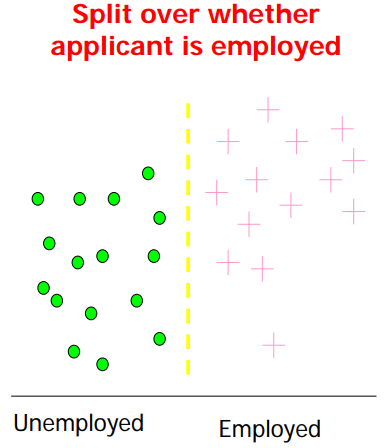 Split over whether
applicant is employed
Unemployed
Employed